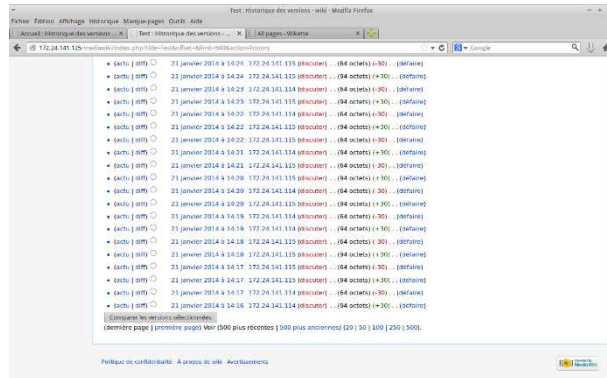 Test : Historique des versions - wiki - Mozilla Firefox
Fichier Édition Affichage Historique Marque-pages Outils Aide
Accueil : Historique des versions ... Test : Historique des versions - ... All pages - Wikette
172.24.141.125/mediawiki/index.php?title=Test&offset=&limit=500&action=history Google
(actu | diff) 21 janvier 2014 à 14:24 172.24.141.115 (discuter) . . (64 octets) (-30) . . (défaire)
(actu | diff) 21 janvier 2014 à 14:24 172.24.141.115 (discuter) . . (94 octets) (+30) . . (défaire)
(actu | diff) 21 janvier 2014 à 14:23 172.24.141.114 (discuter) . . (64 octets) (-30) . . (défaire)
(actu | diff) 21 janvier 2014 à 14:23 172.24.141.115 (discuter) . . (94 octets) (+30) . . (défaire)
(actu | diff) 21 janvier 2014 à 14:22 172.24.141.114 (discuter) . . (64 octets) (-30) . . (défaire)
(actu | diff) 21 janvier 2014 à 14:22 172.24.141.115 (discuter) . . (94 octets) (+30) . . (défaire)
(actu | diff) 21 janvier 2014 à 14:22 172.24.141.115 (discuter) . . (64 octets) (-30) . . (défaire)
(actu | diff) 21 janvier 2014 à 14:21 172.24.141.114 (discuter) . . (94 octets) (+30) . . (défaire)
(actu | diff) 21 janvier 2014 à 14:21 172.24.141.115 (discuter) . . (64 octets) (-30) . . (défaire)
(actu | diff) 21 janvier 2014 à 14:20 172.24.141.115 (discuter) . . (94 octets) (+30) . . (défaire)
(actu | diff) 21 janvier 2014 à 14:20 172.24.141.114 (discuter) . . (64 octets) (-30) . . (défaire)
(actu | diff) 21 janvier 2014 à 14:20 172.24.141.115 (discuter) . . (94 octets) (+30) . . (défaire)
(actu | diff) 21 janvier 2014 à 14:19 172.24.141.114 (discuter) . . (64 octets) (-30) . . (défaire)
(actu | diff) 21 janvier 2014 à 14:19 172.24.141.114 (discuter) . . (94 octets) (+30) . . (défaire)
(actu | diff) 21 janvier 2014 à 14:18 172.24.141.115 (discuter) . . (64 octets) (-30) . . (défaire)
(actu | diff) 21 janvier 2014 à 14:18 172.24.141.115 (discuter) . . (94 octets) (+30) . . (défaire)
(actu | diff) 21 janvier 2014 à 14:17 172.24.141.115 (discuter) . . (64 octets) (-30) . . (défaire)
(actu | diff) 21 janvier 2014 à 14:17 172.24.141.115 (discuter) . . (94 octets) (+30) . . (défaire)
(actu | diff) 21 janvier 2014 à 14:17 172.24.141.114 (discuter) . . (64 octets) (-30) . . (défaire)
(actu | diff) 21 janvier 2014 à 14:16 172.24.141.114 (discuter) . . (94 octets) (+30) . . (défaire)
Comparer les versions sélectionnées
(dernière page | première page) Voir (500 plus récentes | 500 plus anciennes) (20 | 50 | 100 | 250 | 500).
Politique de confidentialité À propos de wiki Avertissements
MediaWiki